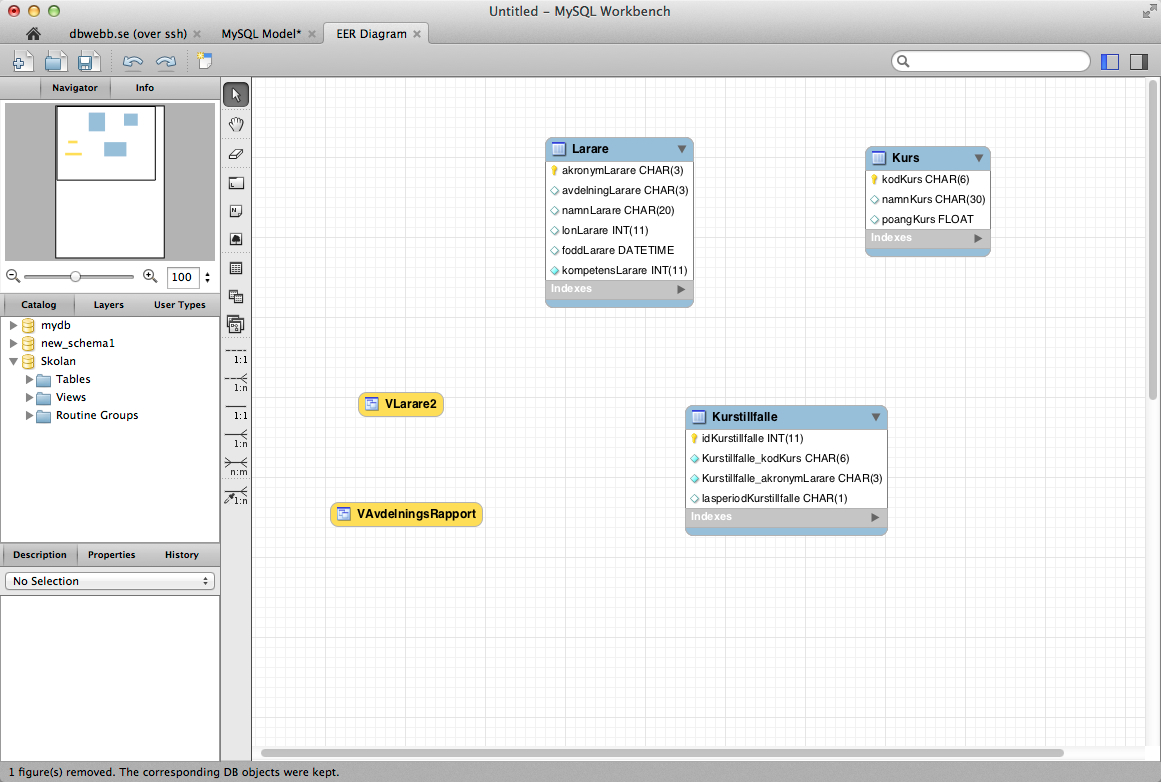 Untitled – MySQL Workbench
dbwebb.se (over ssh) MySQL Model* EER Diagram
Navigator Info
100
Catalog Layers User Types
mydb
new_schema1
Skolan
Tables
Views
Routine Groups
Description Properties History
No Selection
1:1
1:n
1:1
1:n
n:m
1:n
Larare
akronymLarare CHAR(3)
avdelningLarare CHAR(3)
namnLarare CHAR(20)
lonLarare INT(11)
foddLarare DATETIME
kompetensLarare INT(11)
Indexes
Kurs
kodKurs CHAR(6)
namnKurs CHAR(30)
poangKurs FLOAT
Indexes
VLarare2
VAvdelningsRapport
Kurstillfalle
idKurstillfalle INT(11)
Kurstillfalle_kodKurs CHAR(6)
Kurstillfalle_akronymLarare CHAR(3)
lasperiodKurstillfalle CHAR(1)
Indexes
1 figure(s) removed. The corresponding DB objects were kept.